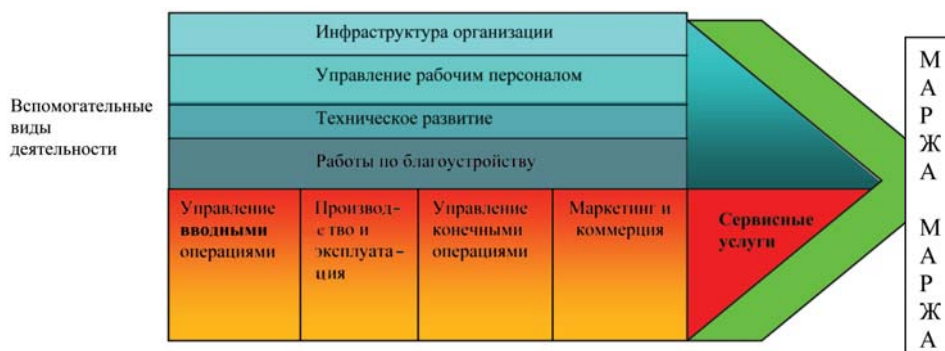 Инфраструктура организации
Управление рабочим персоналом
Вспомогательные
виды
деятельности
Техническое развитие
Работы по благоустройству
Управление
вводными
операциями
Производ-
ство и
эксплуата-
ция
Управление
конечными
операциями
Маркетинг и
коммерция
Сервисные
услуги
М
А
Р
Ж
А
М
А
Р
Ж
А